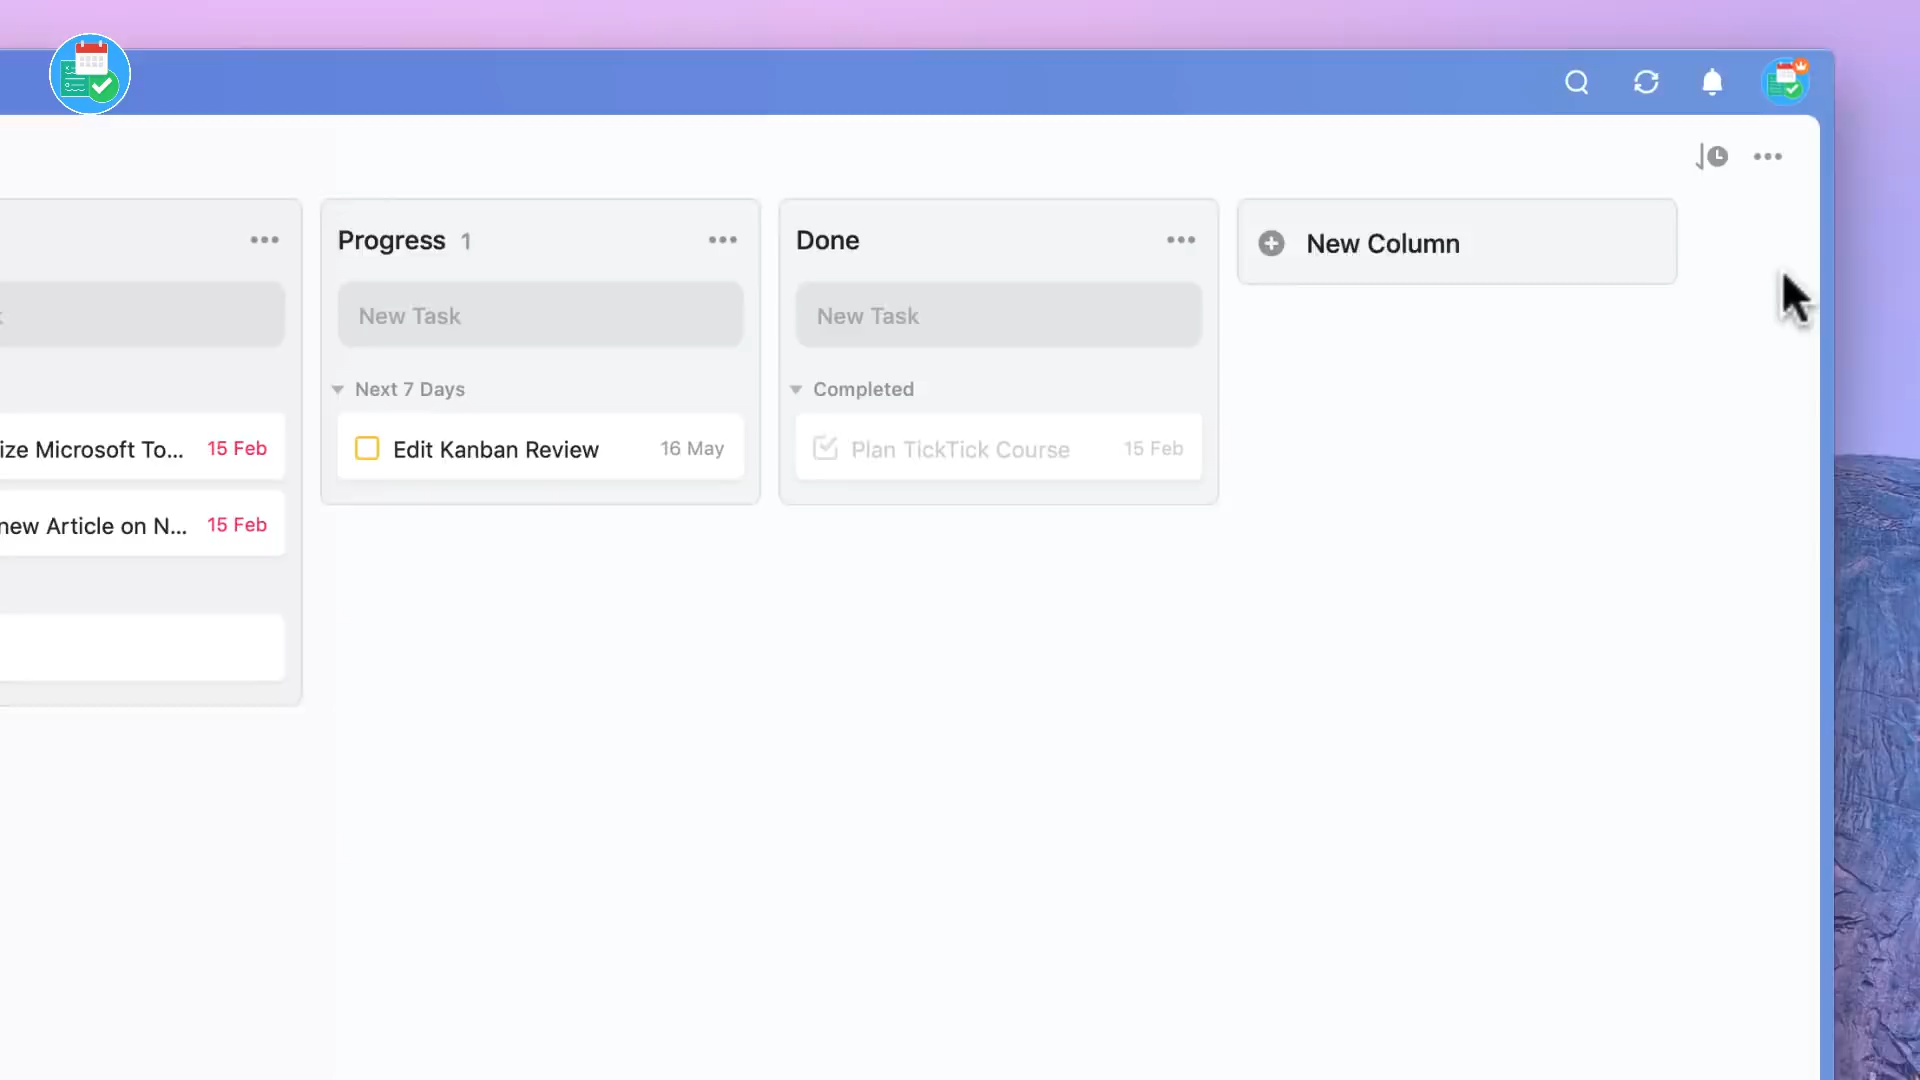 Progress 1
New Task
Next 7 Days
Edit Kanban Review 16 May
Done
New Task
Completed
Plan TickTick Course 15 Feb
New Column
ize Microsoft To... 15 Feb
new Article on N... 15 Feb